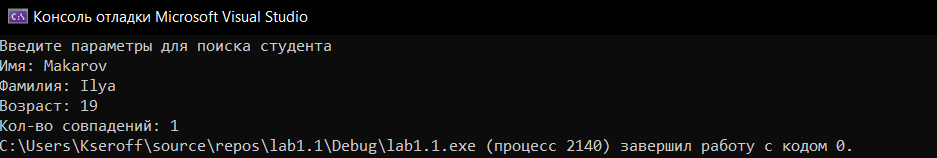 Консоль отладки Microsoft Visual Studio
Введите параметры для поиска студента
Имя: Makarov
Фамилия: Ilya
Возраст: 19
Кол-во совпадений: 1
C:\Users\Kseroff\source\repos\lab1.1\Debug\lab1.1.exe (процесс 2140) завершил работу с кодом 0.